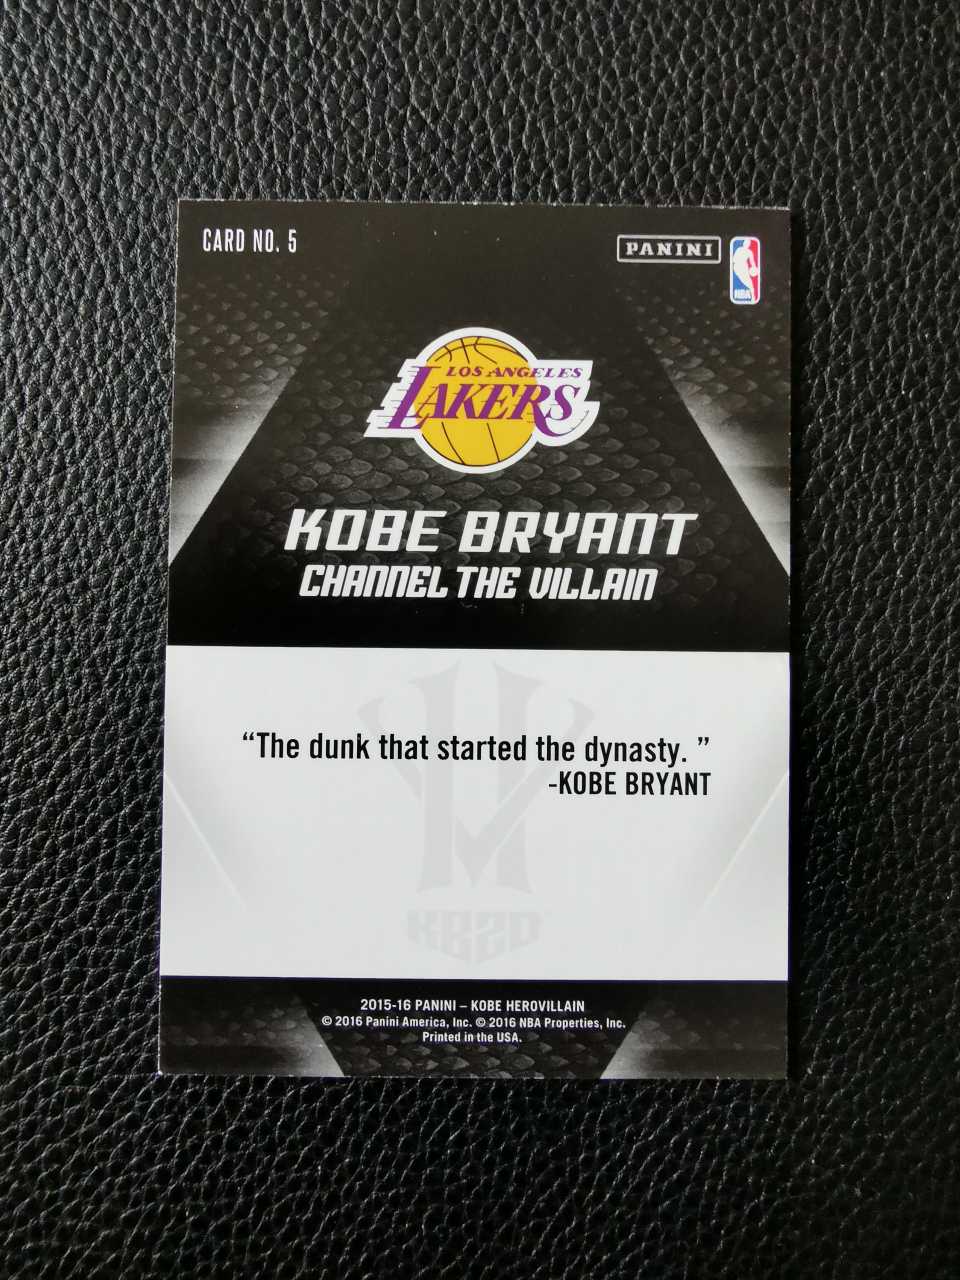 CARD NO. 5
PANINI
NBA
LOS ANGELES
LAKERS
KOBE BRYANT
CHANNEL THE VILLAIN
“The dunk that started the dynasty. ”
-KOBE BRYANT
KB20
2015-16 PANINI – KOBE HEROVILLAIN
© 2016 Panini America, Inc. © 2016 NBA Properties, Inc.
Printed in the USA.